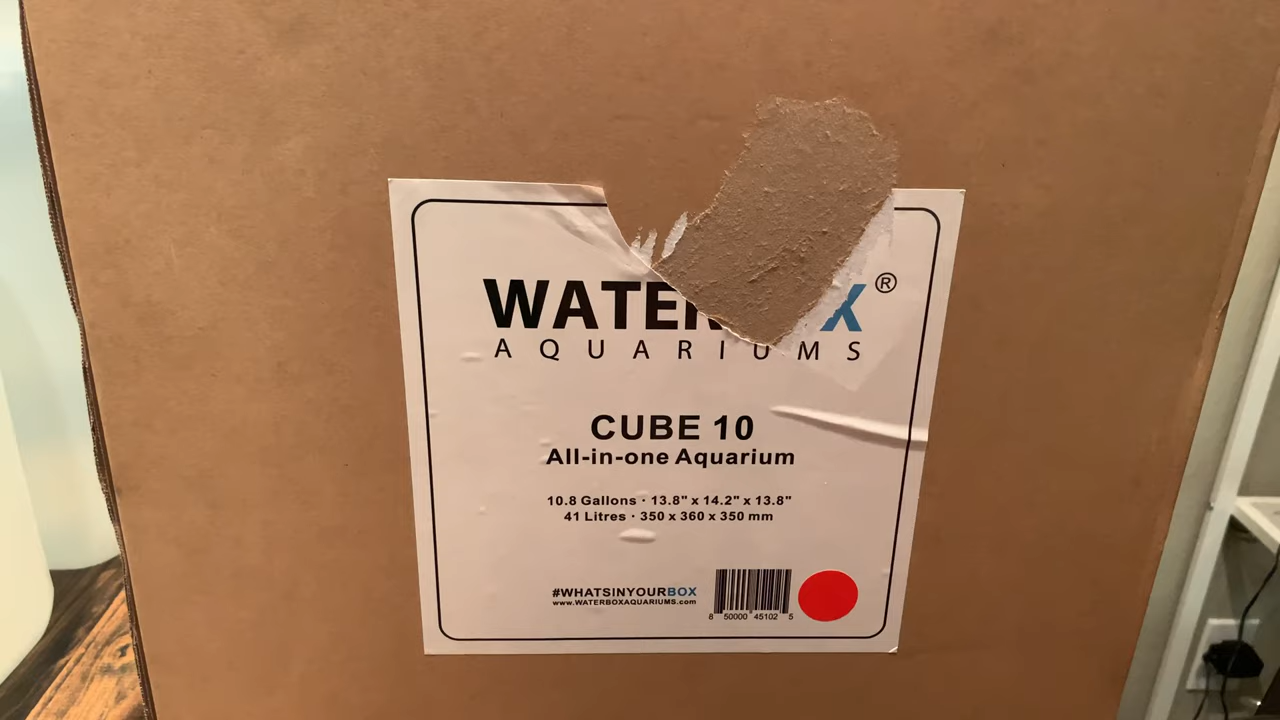 WATERBOX®
AQUARIUMS
CUBE 10
All-in-one Aquarium
10.8 Gallons · 13.8" x 14.2" x 13.8"
41 Litres · 350 x 360 x 350 mm
#WHATSINYOURBOX
www.WATERBOXAQUARIUMS.com
8 50000 45102 5